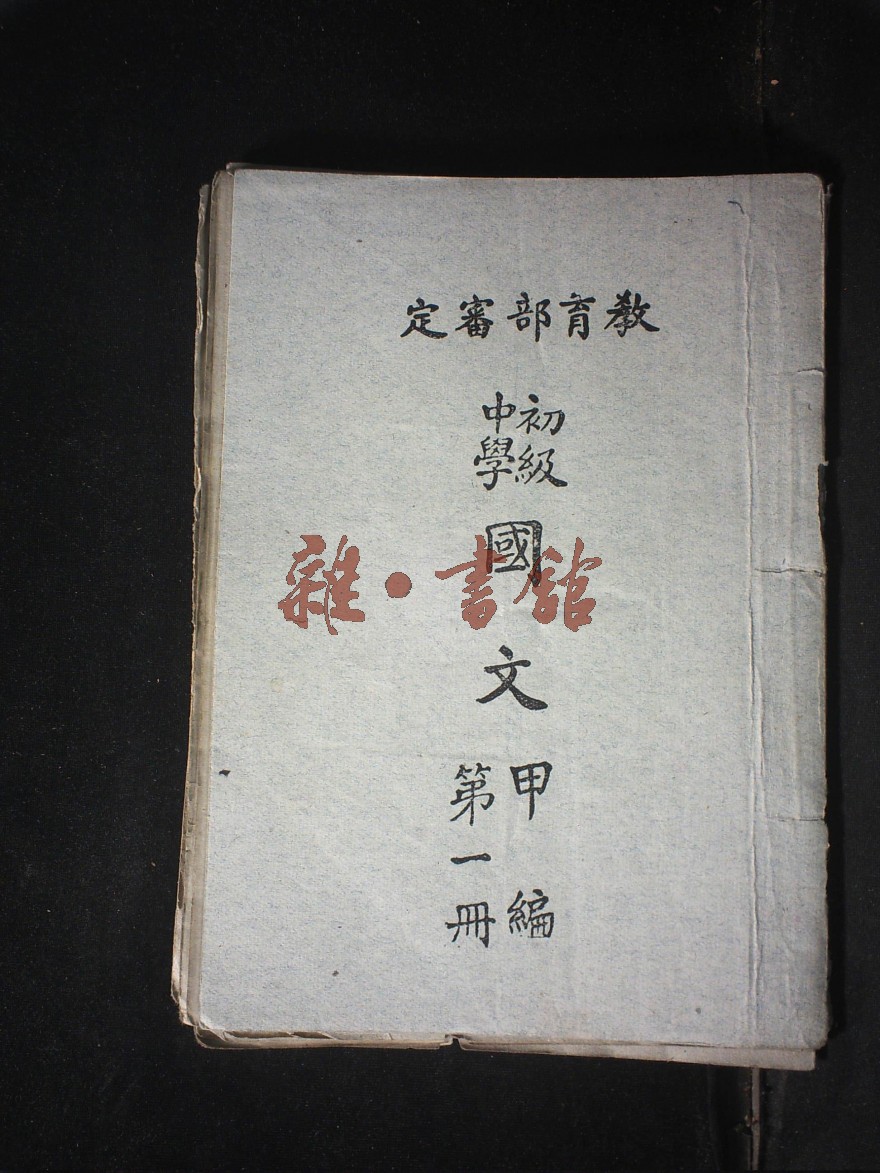 教育部審定
初級
中學
國文
甲編
第一冊
雜·書館